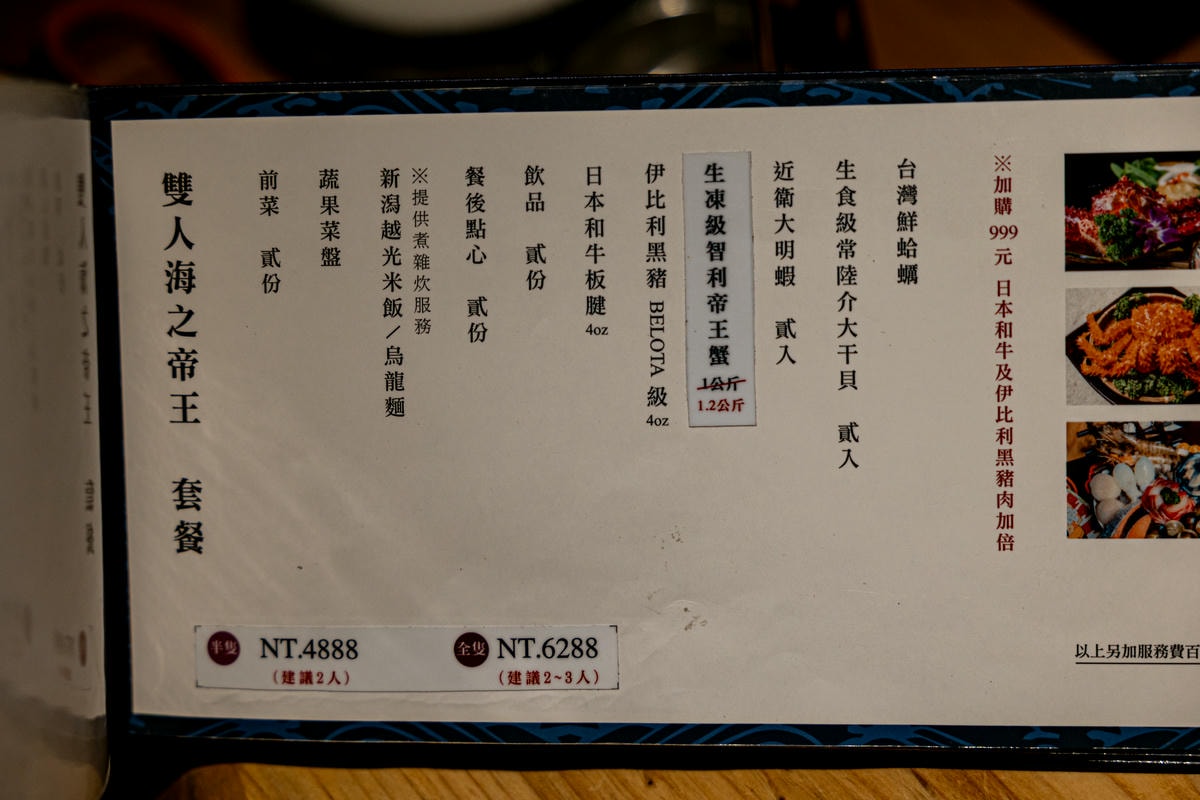 雙人海之帝王 套餐
前菜 貳份
蔬果菜盤
新潟越光米飯／烏龍麵
※提供煮雜炊服務
餐後點心 貳份
飲品 貳份
日本和牛板腱 4oz
伊比利黑豬 BELOTA 級 4oz
生凍級智利帝王蟹 1公斤 1.2公斤
近衛大明蝦 貳入
生食級常陸介大干貝 貳入
台灣鮮蛤蠣
※加購 999 元 日本和牛及伊比利黑豬肉加倍
半隻 NT.4888
(建議2人)
全隻 NT.6288
(建議2~3人)
以上另加服務費百